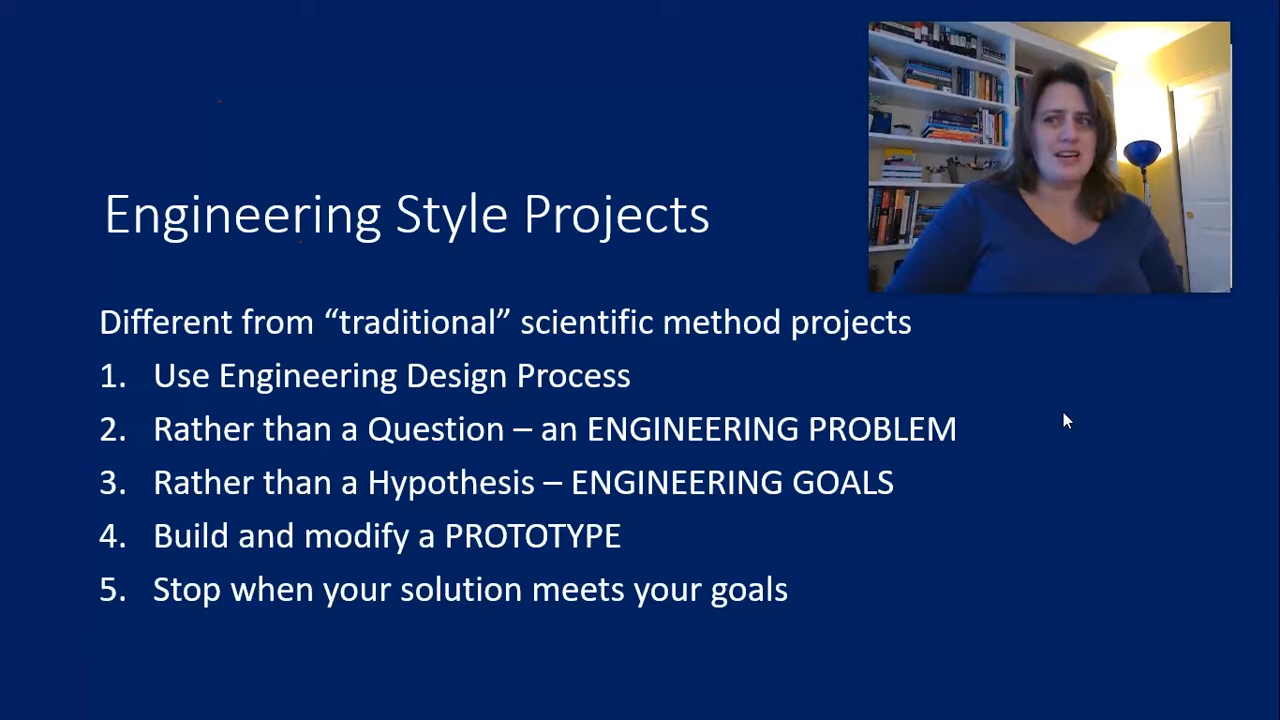 Engineering Style Projects
Different from “traditional” scientific method projects
1. Use Engineering Design Process
2. Rather than a Question – an ENGINEERING PROBLEM
3. Rather than a Hypothesis – ENGINEERING GOALS
4. Build and modify a PROTOTYPE
5. Stop when your solution meets your goals